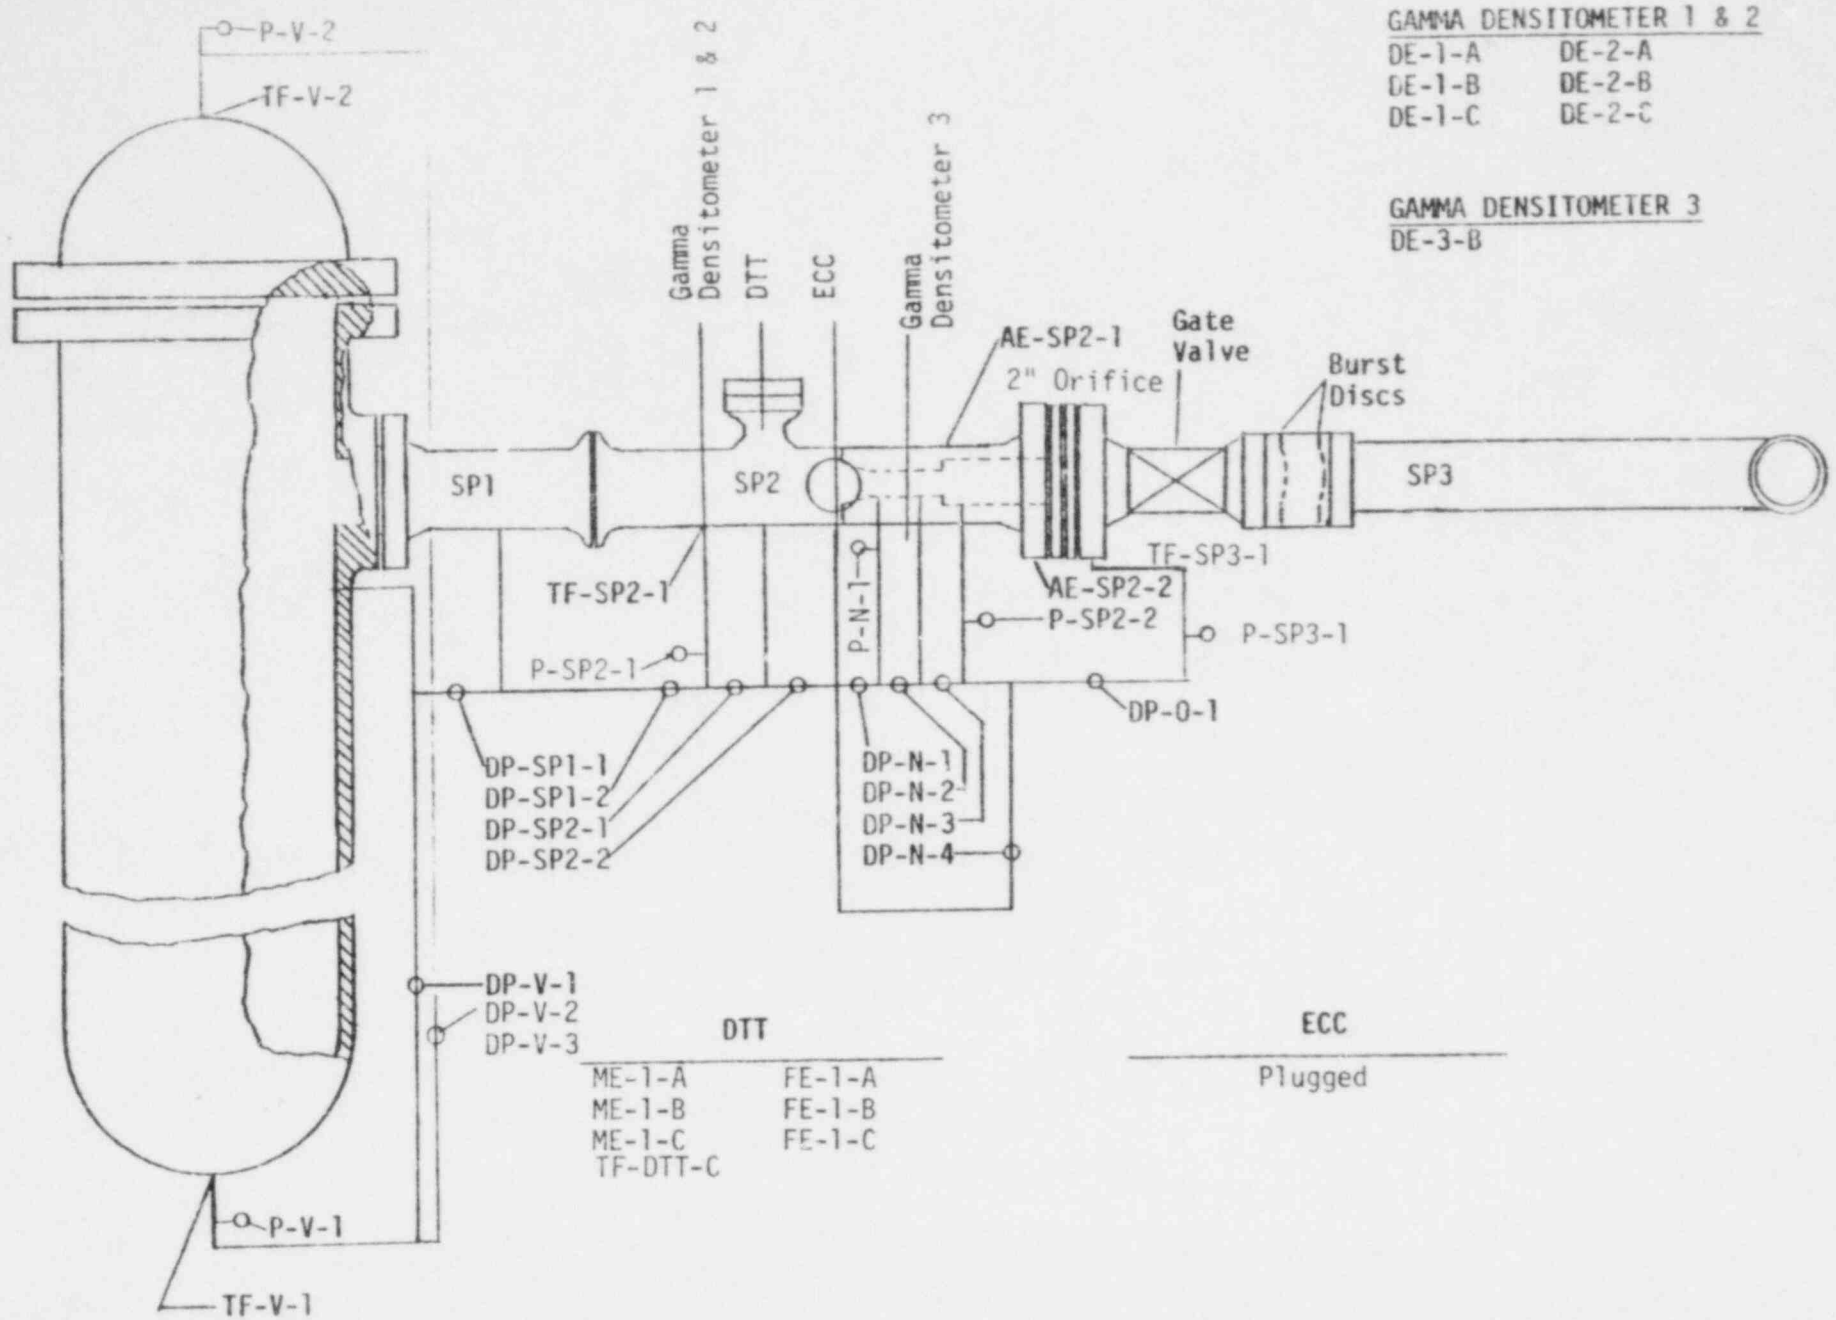 GAMMA DENSITOMETER 1 & 2
DE-1-A DE-2-A
DE-1-B DE-2-B
DE-1-C DE-2-C
GAMMA DENSITOMETER 3
DE-3-B
P-V-2
TF-V-2
Gamma
Densitometer 1 & 2
DTT
ECC
Gamma
Densitometer 3
AE-SP2-1
2" Orifice
Gate
Valve
Burst
Discs
SP1
SP2
SP3
TF-SP2-1
P-N-1
TF-SP3-1
AE-SP2-2
P-SP2-2
P-SP3-1
P-SP2-1
DP-O-1
DP-SP1-1
DP-SP1-2
DP-SP2-1
DP-SP2-2
DP-N-1
DP-N-2
DP-N-3
DP-N-4
DP-V-1
DP-V-2
DP-V-3
DTT
ME-1-A FE-1-A
ME-1-B FE-1-B
ME-1-C FE-1-C
TF-DTT-C
ECC
Plugged
P-V-1
TF-V-1